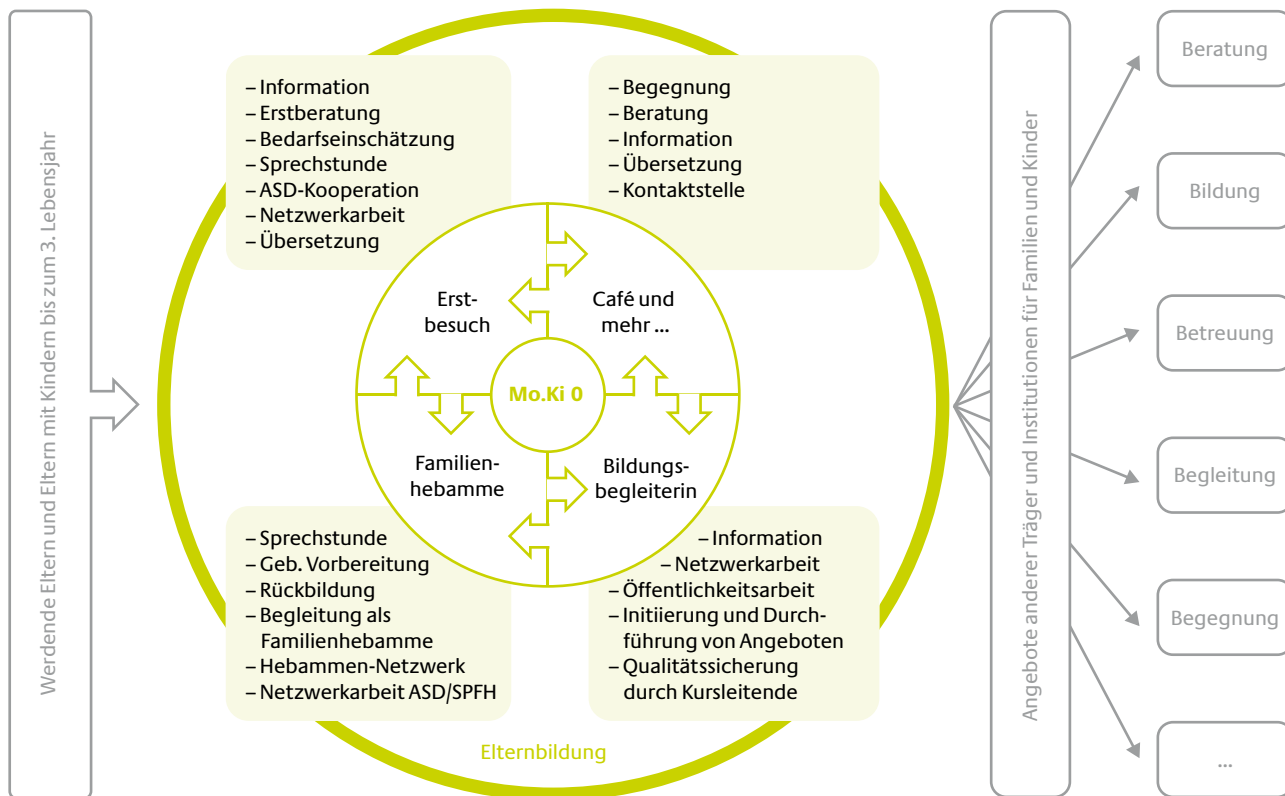 Werdende Eltern und Eltern mit Kindern bis zum 3. Lebensjahr
– Information
– Erstberatung
– Bedarfseinschätzung
– Sprechstunde
– ASD-Kooperation
– Netzwerkarbeit
– Übersetzung
– Begegnung
– Beratung
– Information
– Übersetzung
– Kontaktstelle
Erst-
besuch
Café und
mehr ...
Mo.Ki 0
Familien-
hebamme
Bildungs-
begleiterin
– Sprechstunde
– Geb. Vorbereitung
– Rückbildung
– Begleitung als
Familienhebamme
– Hebammen-Netzwerk
– Netzwerkarbeit ASD/SPFH
– Information
– Netzwerkarbeit
– Öffentlichkeitsarbeit
– Initiierung und Durch-
führung von Angeboten
– Qualitätssicherung
durch Kursleitende
Elternbildung
Angebote anderer Träger und Institutionen für Familien und Kinder
Beratung
Bildung
Betreuung
Begleitung
Begegnung
...